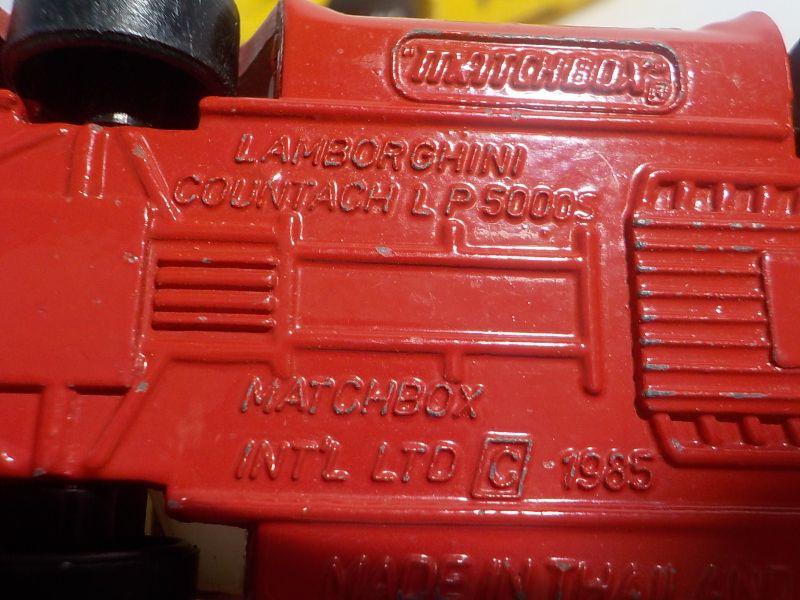 "MATCHBOX"®
LAMBORGHINI
COUNTACH LP 5000S
MATCHBOX
INT'L LTD C -1985
MADE IN THAILAND